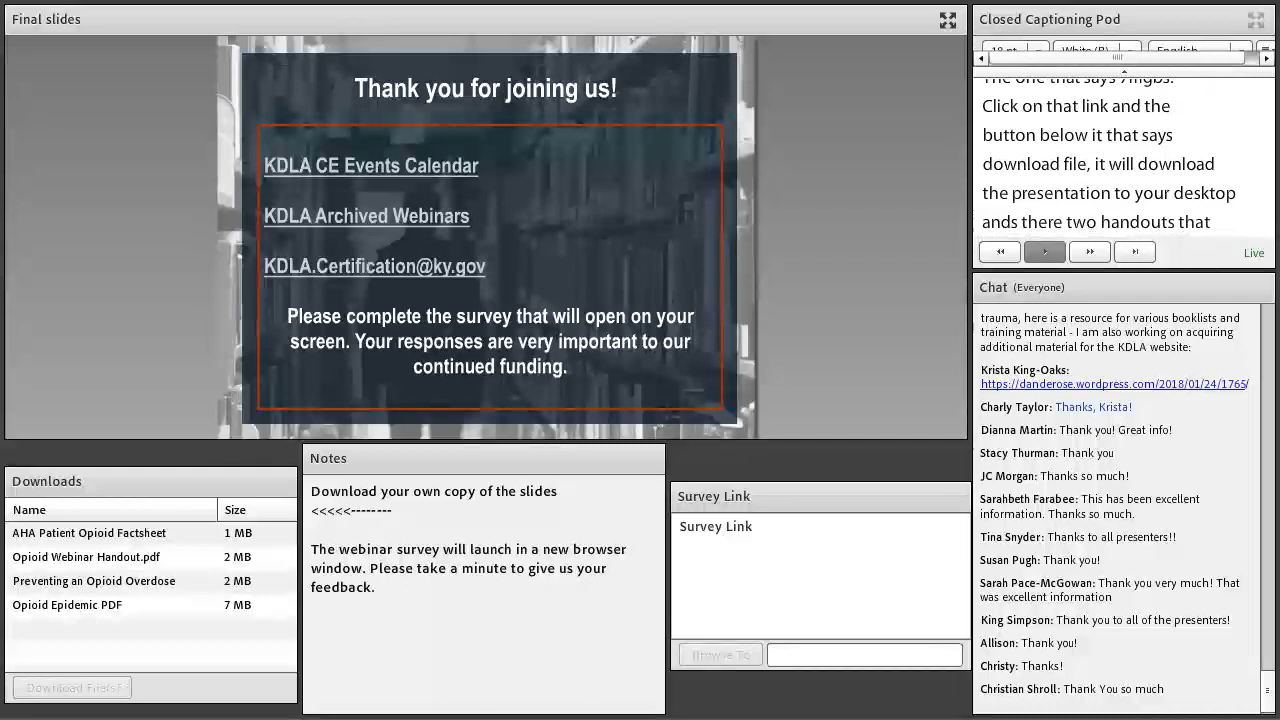 Final slides
Thank you for joining us!
KDLA CE Events Calendar
KDLA Archived Webinars
KDLA.Certification@ky.gov
Please complete the survey that will open on your
screen. Your responses are very important to our
continued funding.
Closed Captioning Pod
18 pt
White (B)
English
The one that says 7mgbs.
Click on that link and the
button below it that says
download file, it will download
the presentation to your desktop
ands there two handouts that
Live
Chat (Everyone)
trauma, here is a resource for various booklists and
training material - I am also working on acquiring
additional material for the KDLA website:
Krista King-Oaks:
https://danderose.wordpress.com/2018/01/24/1765/
Charly Taylor: Thanks, Krista!
Dianna Martin: Thank you! Great info!
Stacy Thurman: Thank you
JC Morgan: Thanks so much!
Sarahbeth Farabee: This has been excellent
information. Thanks so much.
Tina Snyder: Thanks to all presenters!!
Susan Pugh: Thank you!
Sarah Pace-McGowan: Thank you very much! That
was excellent information
King Simpson: Thank you to all of the presenters!
Allison: Thank you!
Christy: Thanks!
Christian Shroll: Thank You so much
Downloads
Name Size
AHA Patient Opioid Factsheet 1 MB
Opioid Webinar Handout.pdf 2 MB
Preventing an Opioid Overdose 2 MB
Opioid Epidemic PDF 7 MB
Download File(s)
Notes
Download your own copy of the slides
<<<<<--------
The webinar survey will launch in a new browser
window. Please take a minute to give us your
feedback.
Survey Link
Survey Link
Browse To